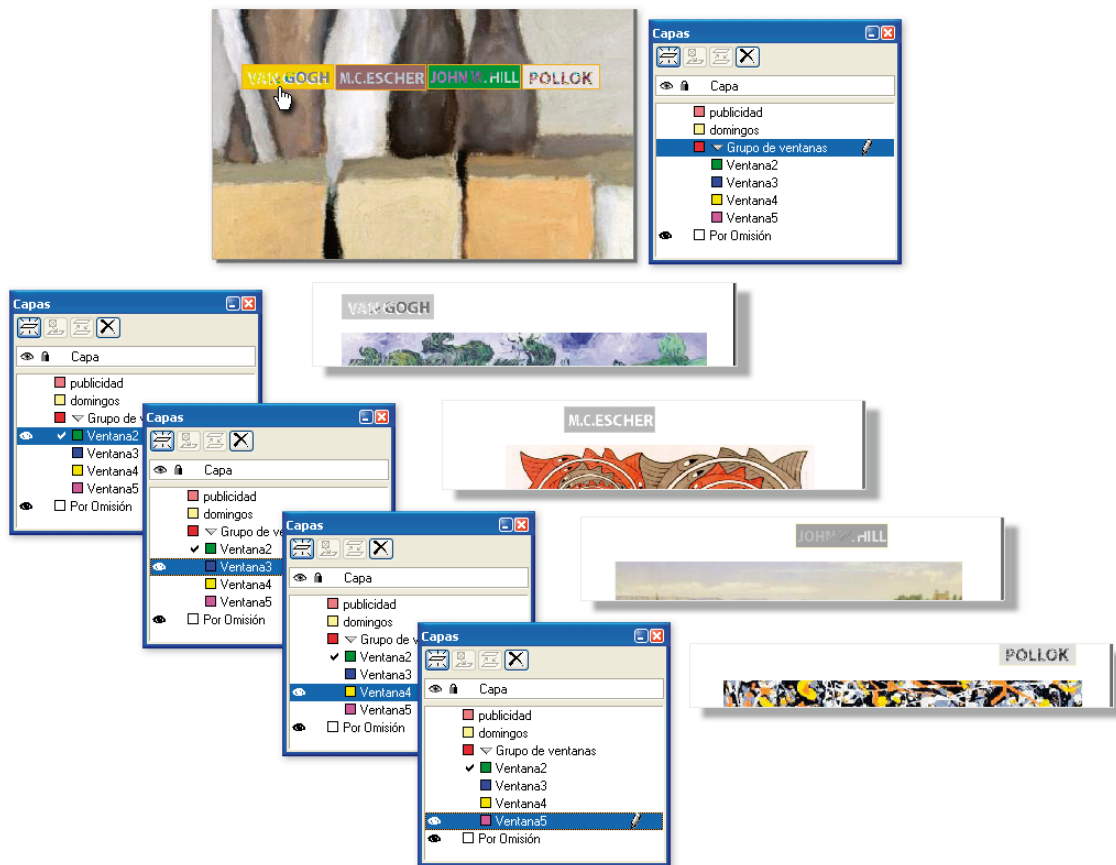 VAN GOGH M.C.ESCHER JOHN W. HILL POLLOK
Capas
Capa
publicidad
domingos
Grupo de ventanas
Ventana2
Ventana3
Ventana4
Ventana5
Por Omisión
VAN GOGH
Capas
Capa
publicidad
domingos
Grupo de v
Ventana2
Ventana3
Ventana4
Ventana5
Por Omisión
M.C.ESCHER
Capas
Capa
publicidad
domingos
Grupo de ve
Ventana2
Ventana3
Ventana4
Ventana5
Por Omisión
JOHN W. HILL
Capas
Capa
publicidad
domingos
Grupo de v
Ventana2
Ventana3
Ventana4
Ventana5
Por Omisión
POLLOK
Capas
Capa
publicidad
domingos
Grupo de ventanas
Ventana2
Ventana3
Ventana4
Ventana5
Por Omisión